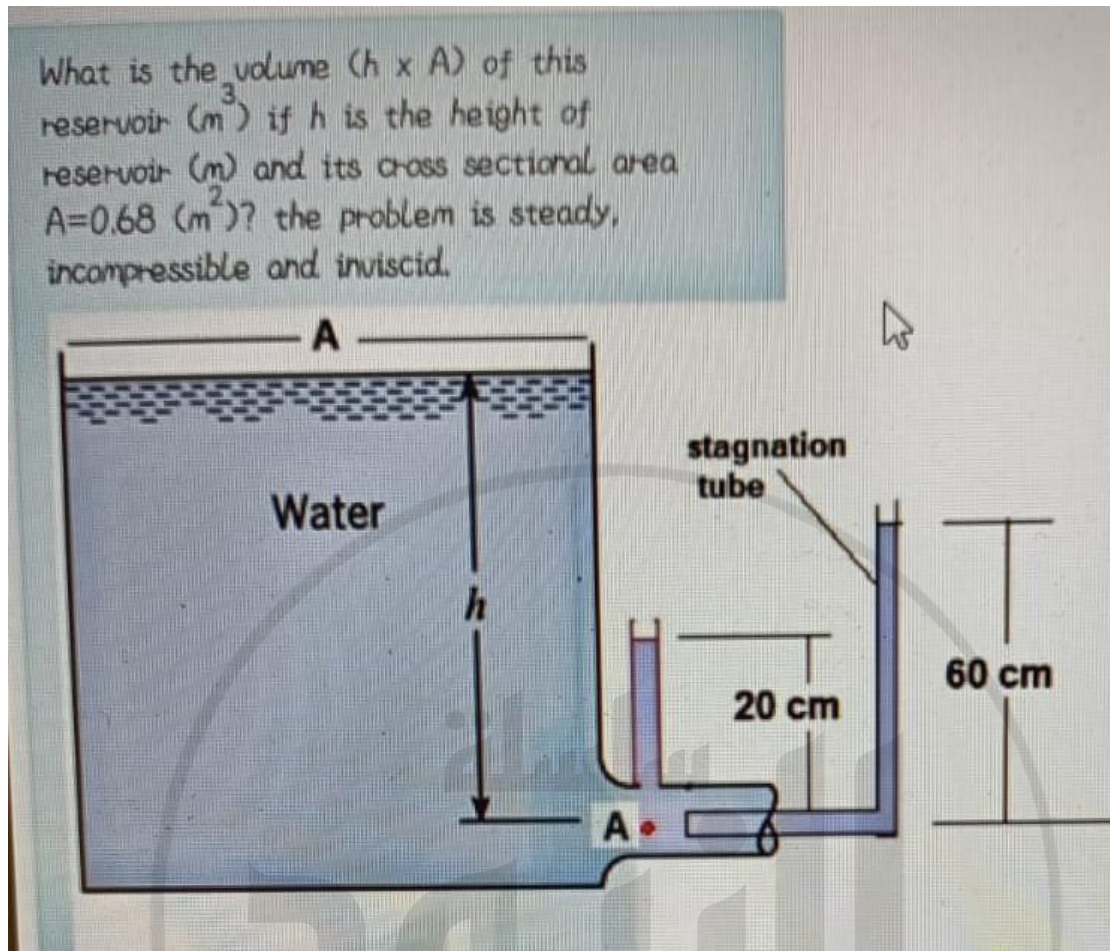 What is the volume (h x A) of this
reservoir (m³) if h is the height of
reservoir (m) and its cross sectional area
A=0.68 (m²)? the problem is steady,
incompressible and inviscid.
A
stagnation
tube
Water
h
60 cm
20 cm
A